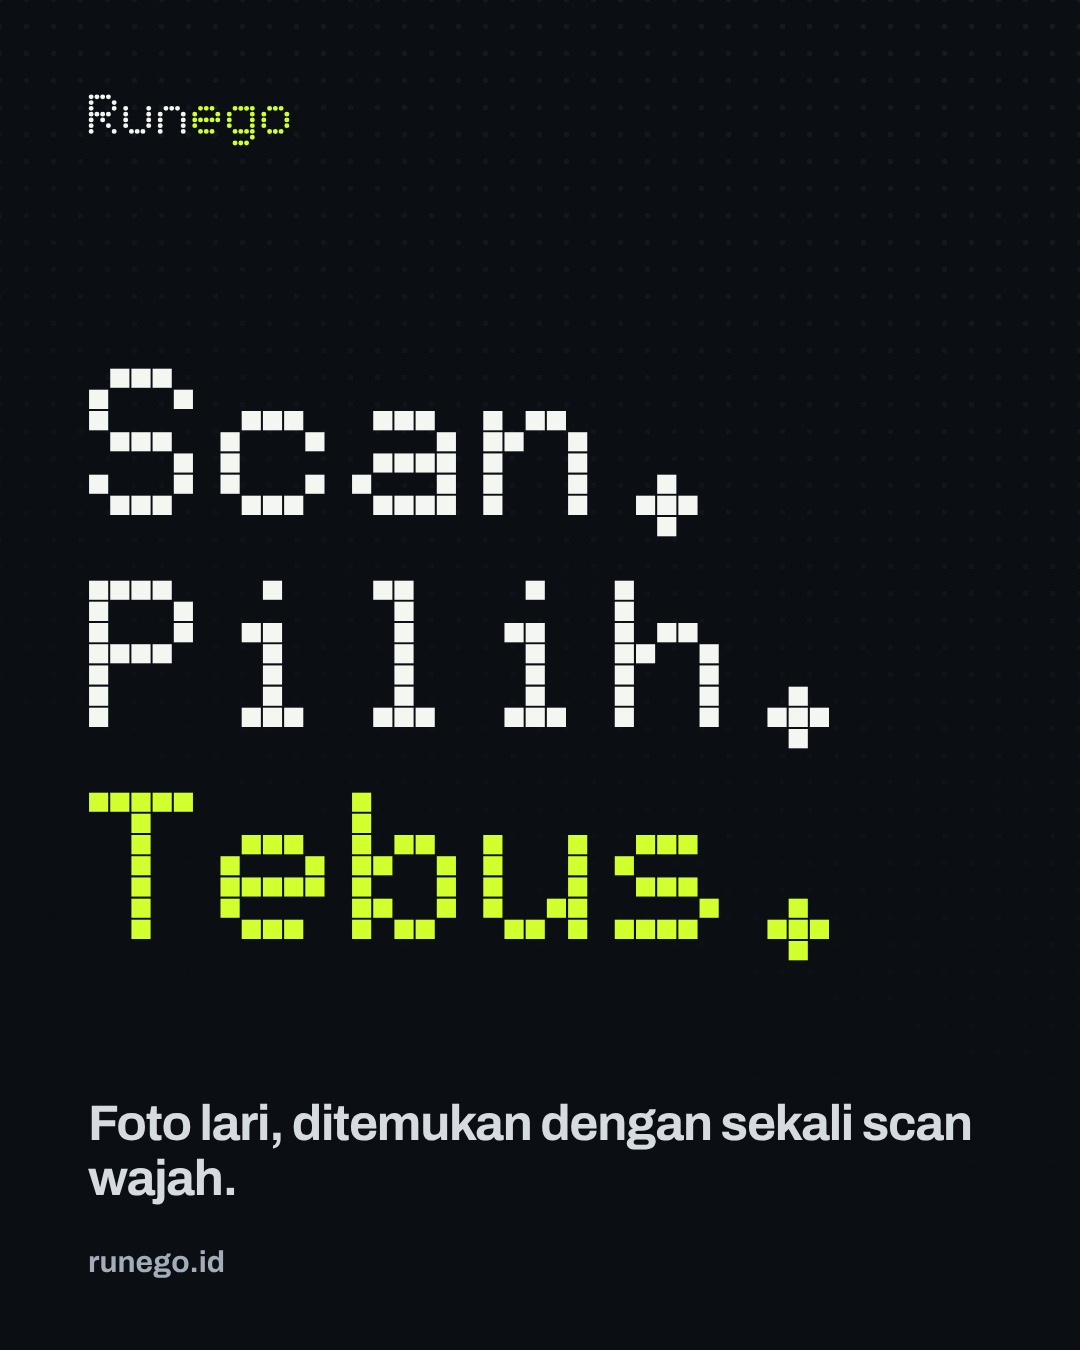 Runego
Scan.
Pilih.
Tebus.
Foto lari, ditemukan dengan sekali scan
wajah.
runego.id